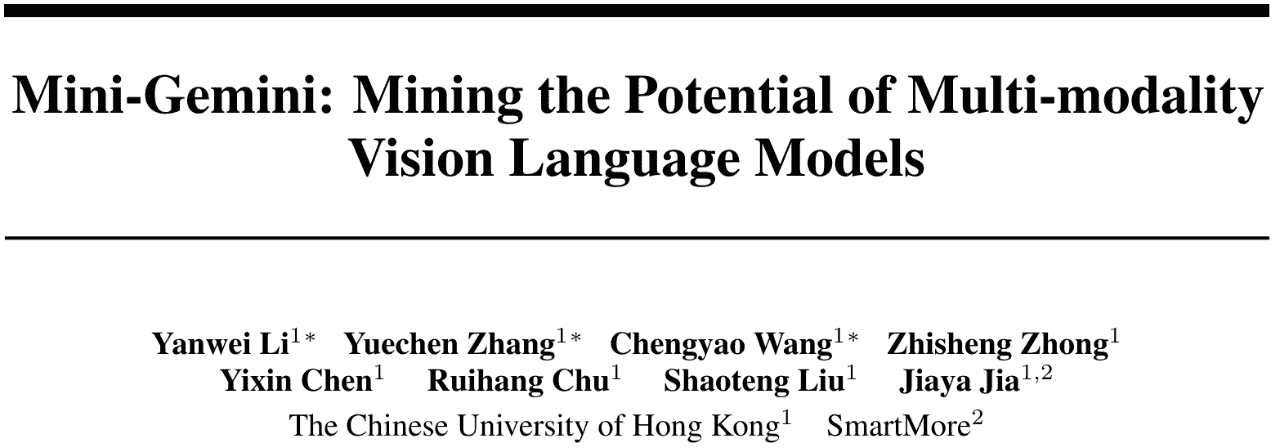 Mini-Gemini: Mining the Potential of Multi-modality
Vision Language Models
Yanwei Li¹* Yuechen Zhang¹* Chengyao Wang¹* Zhisheng Zhong¹
Yixin Chen¹ Ruihang Chu¹ Shaoteng Liu¹ Jiaya Jia¹,²
The Chinese University of Hong Kong¹ SmartMore²